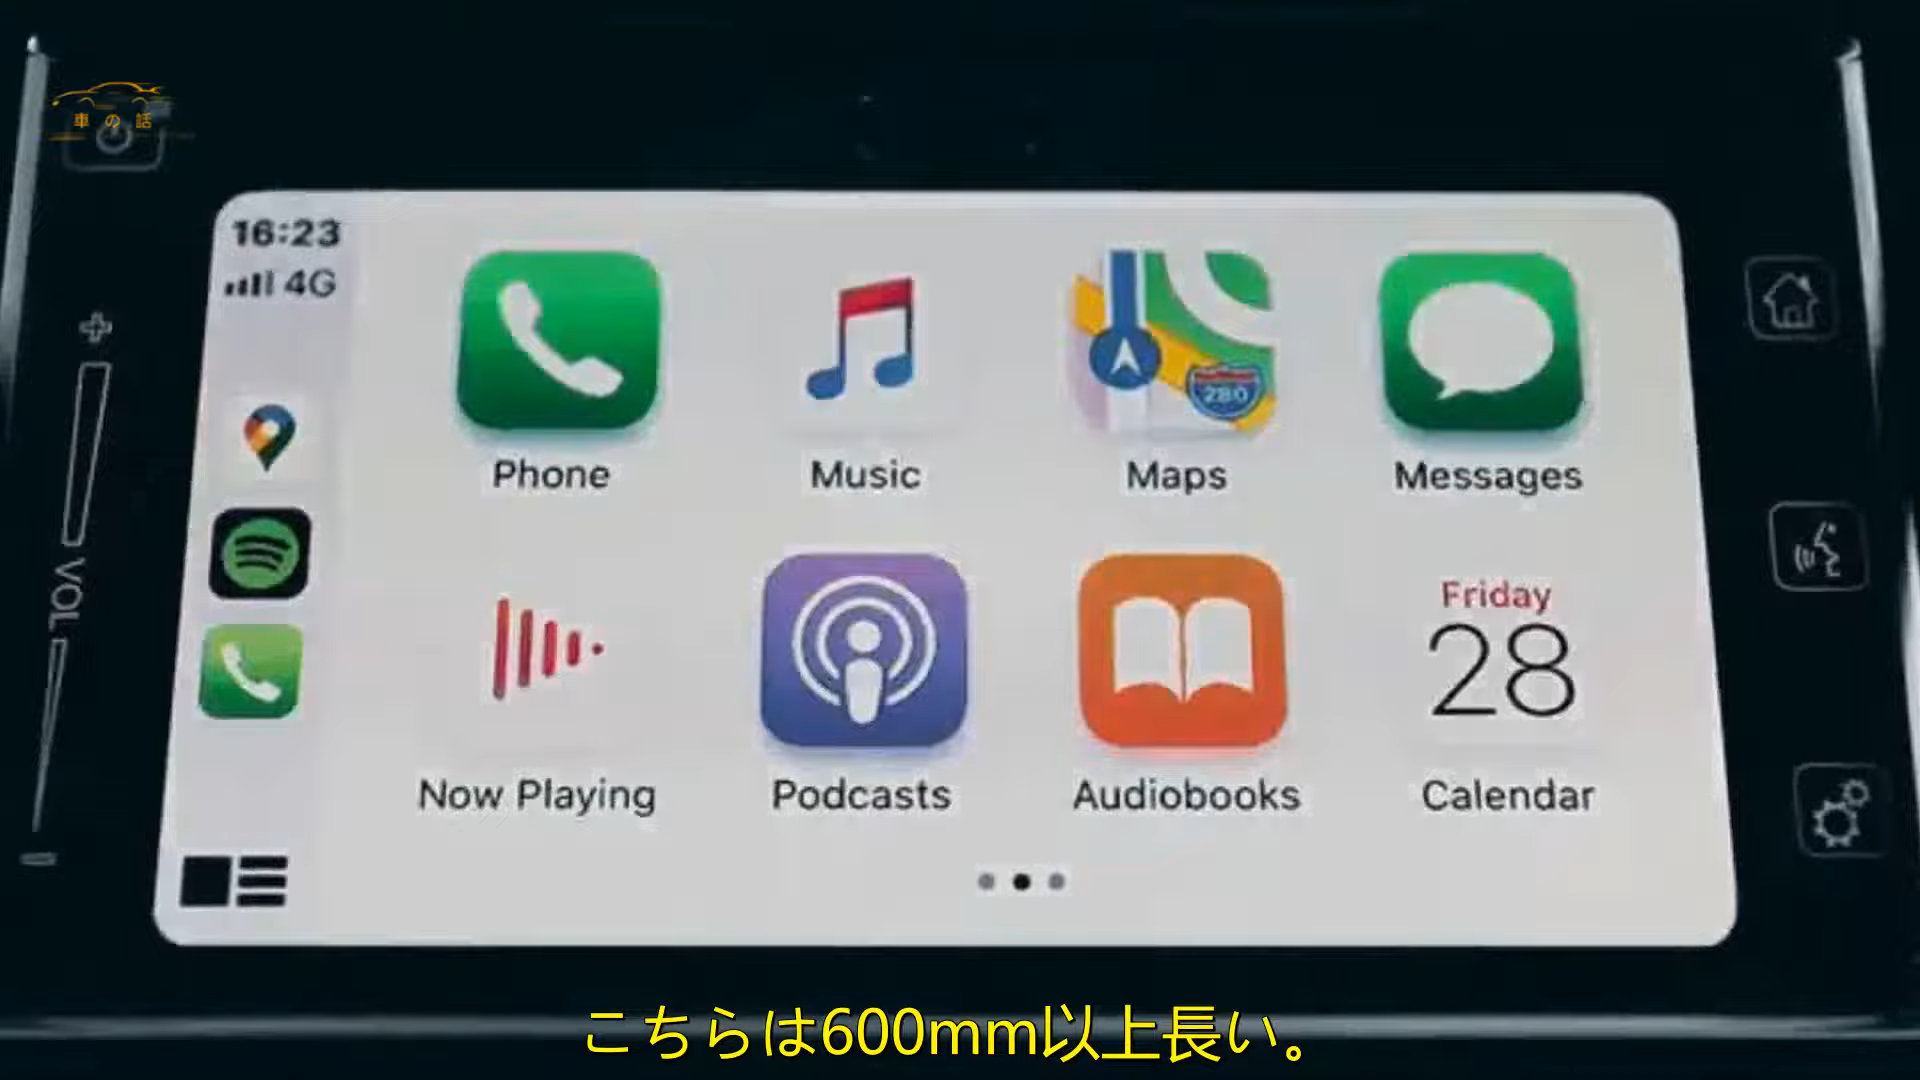 車の話
16:23
4G
Phone
Music
Maps
280
Messages
VOL
Friday
28
Now Playing
Podcasts
Audiobooks
Calendar
こちらは600mm以上長い。